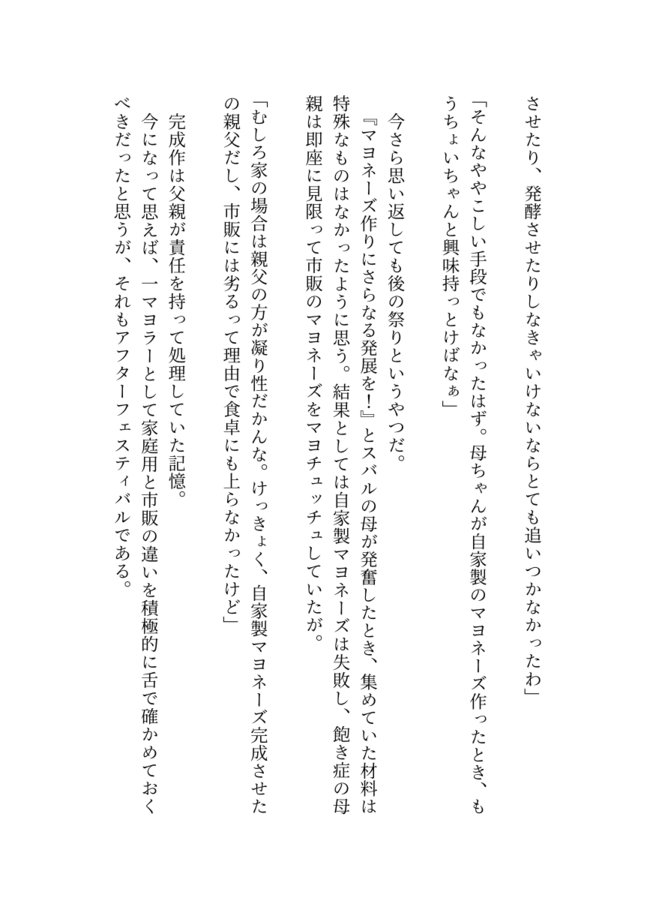 させたり、発酵させたりしなきゃいけないならとても追いつかなかったわ」
「そんなややこしい手段でもなかったはず。母ちゃんが自家製のマヨネーズ作ったとき、も
うちょいちゃんと興味持っとけばなぁ」
今さら思い返しても後の祭りというやつだ。
『マヨネーズ作りにさらなる発展を！』とスバルの母が発奮したとき、集めていた材料は
特殊なものはなかったように思う。結果としては自家製マヨネーズは失敗し、飽き症の母
親は即座に見限って市販のマヨネーズをマヨチュッチュしていたが。
「むしろ家の場合は親父の方が凝り性だかんな。けっきょく、自家製マヨネーズ完成させた
の親父だし、市販には劣るって理由で食卓にも上らなかったけど」
完成作は父親が責任を持って処理していた記憶。
今になって思えば、一マヨラーとして家庭用と市販の違いを積極的に舌で確かめておく
べきだったと思うが、それもアフターフェスティバルである。